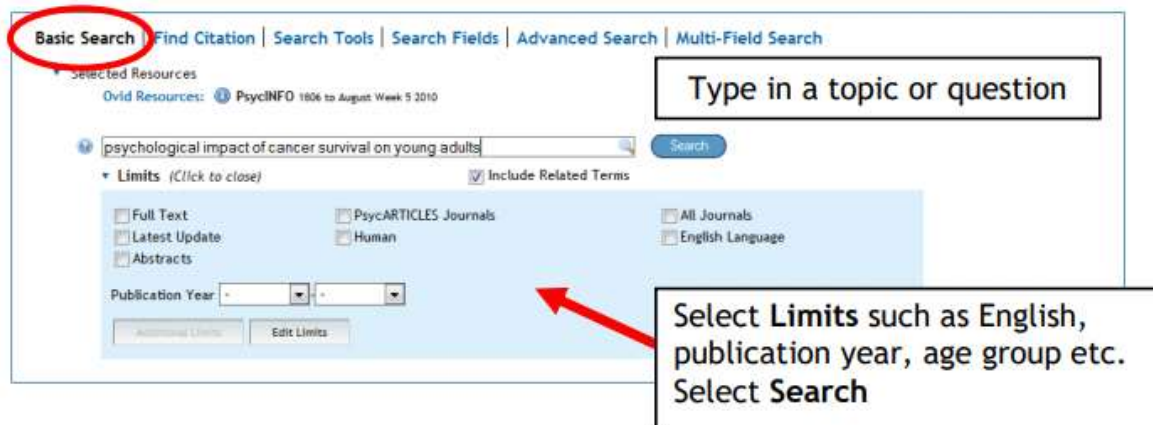 Basic Search | Find Citation | Search Tools | Search Fields | Advanced Search | Multi-Field Search
Selected Resources
Ovid Resources: PsycINFO 1806 to August Week 5 2010
Type in a topic or question
psychological impact of cancer survival on young adults
Search
Limits (Click to close)
Include Related Terms
Full Text
PsycARTICLES Journals
All Journals
Latest Update
Human
English Language
Abstracts
Publication Year - - -
Additional Limits
Edit Limits
Select Limits such as English,
publication year, age group etc.
Select Search